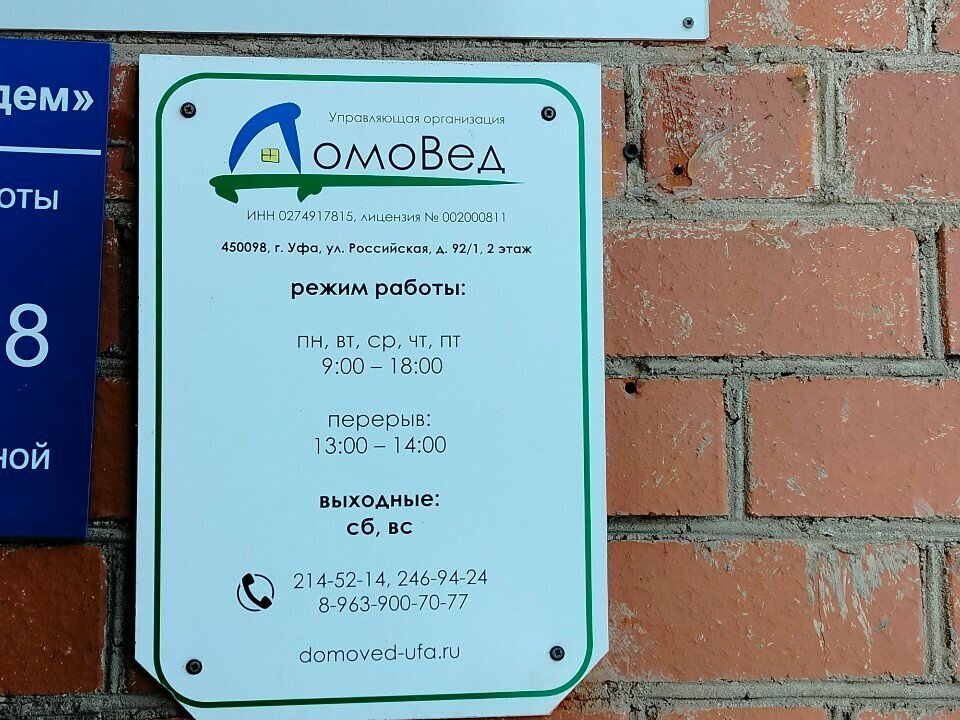 дем»
оты
8
ной
Управляющая организация
ДомоВед
ИНН 0274917815, лицензия № 002000811
450098, г. Уфа, ул. Российская, д. 92/1, 2 этаж
режим работы:
пн, вт, ср, чт, пт
9:00 – 18:00
перерыв:
13:00 – 14:00
выходные:
сб, вс
214-52-14, 246-94-24
8-963-900-70-77
domoved-ufa.ru